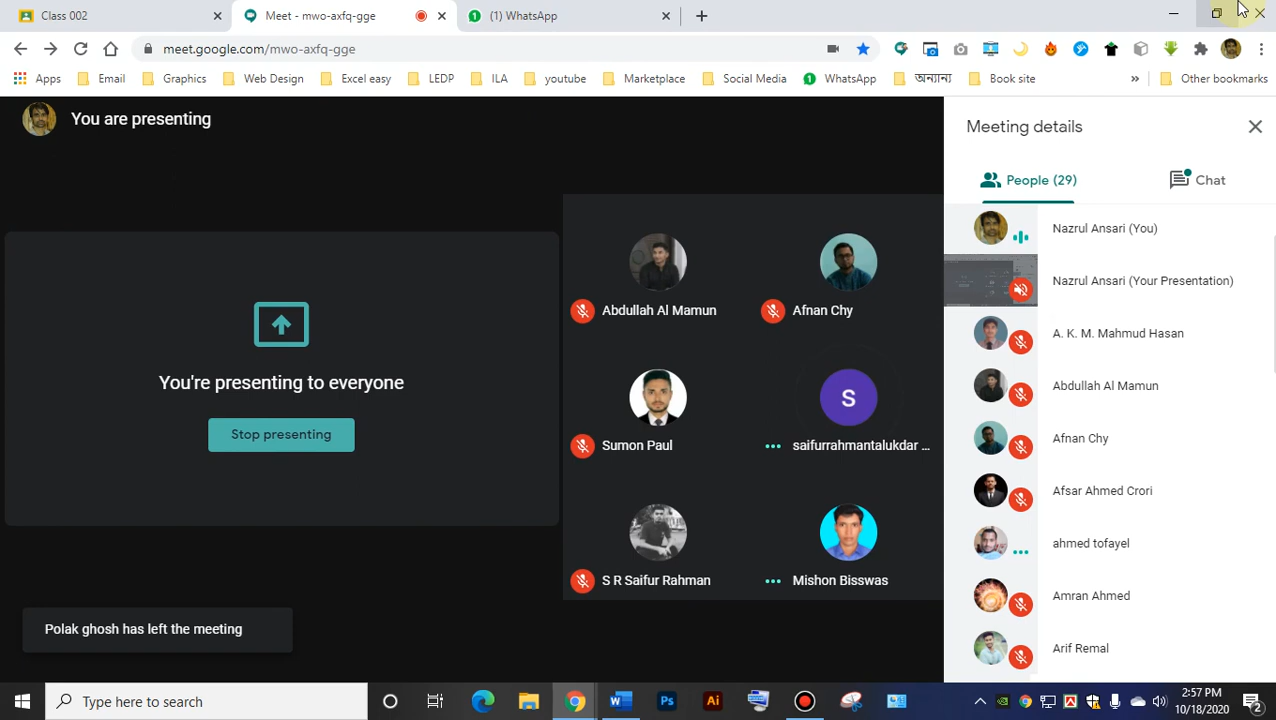 Class 002
Meet - mwo-axfq-gge
(1) WhatsApp
meet.google.com/mwo-axfq-gge
Apps
Email
Graphics
Web Design
Excel easy
LEDP
ILA
youtube
Marketplace
Social Media
1
WhatsApp
অন্যান্য
Book site
»
Other bookmarks
You are presenting
Meeting details
People (29)
Chat
You're presenting to everyone
Stop presenting
Abdullah Al Mamun
Afnan Chy
Sumon Paul
S
saifurrahmantalukdar ...
S R Saifur Rahman
Mishon Bisswas
Nazrul Ansari (You)
Nazrul Ansari (Your Presentation)
A. K. M. Mahmud Hasan
Abdullah Al Mamun
Afnan Chy
Afsar Ahmed Crori
ahmed tofayel
Amran Ahmed
Arif Remal
Polak ghosh has left the meeting
Type here to search
W
Ps
Ai
2:57 PM
10/18/2020
2